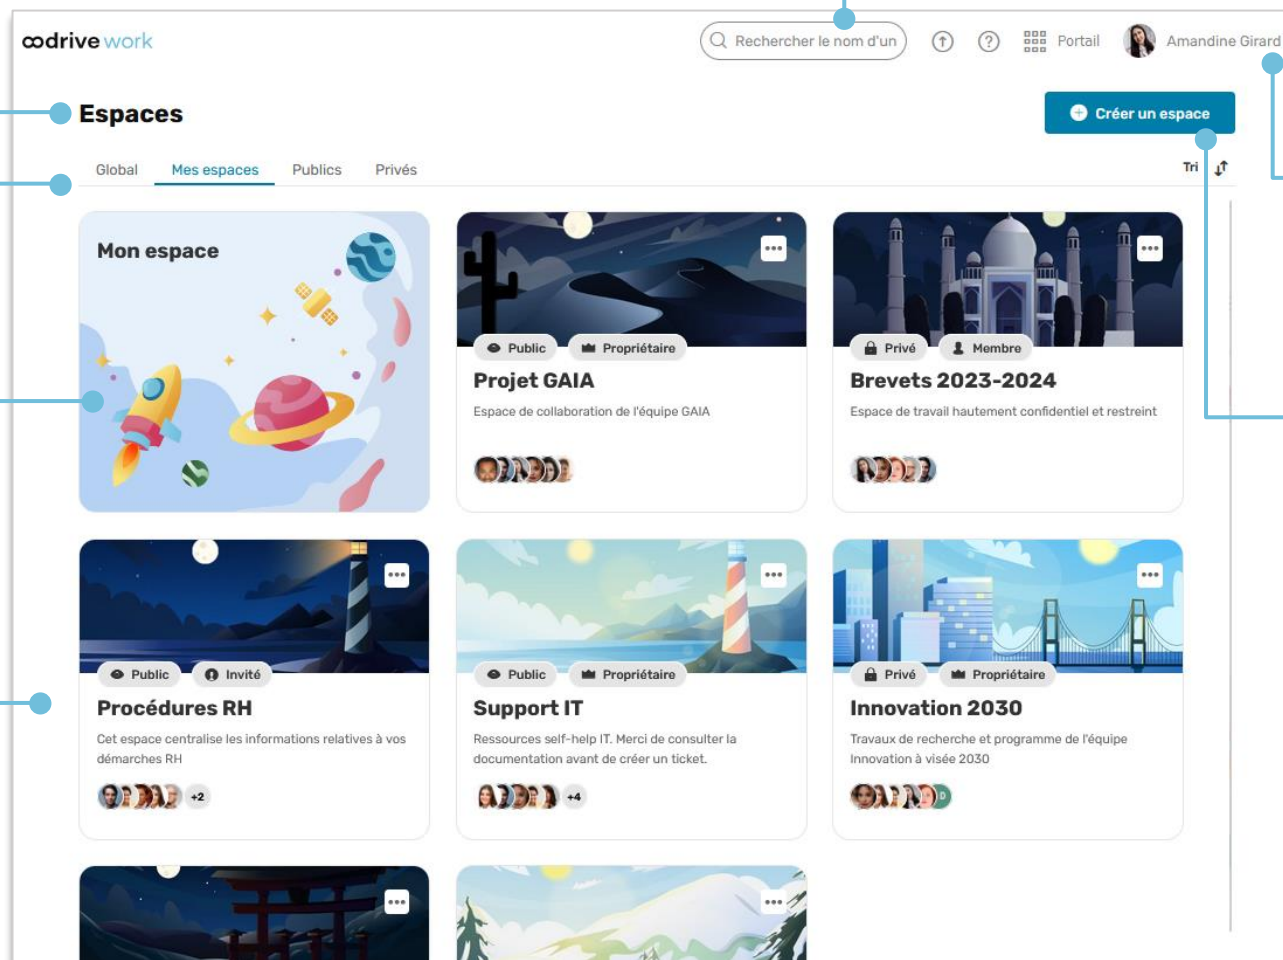 oodrive work
Rechercher le nom d'un
Portail
Amandine Girard
Espaces
Créer un espace
Global Mes espaces Publics Privés
Tri
Mon espace
Public Propriétaire
Projet GAIA
Espace de collaboration de l'équipe GAIA
Privé Membre
Brevets 2023-2024
Espace de travail hautement confidentiel et restreint
Public Invité
Procédures RH
Cet espace centralise les informations relatives à vos
démarches RH
+2
Public Propriétaire
Support IT
Ressources self-help IT. Merci de consulter la
documentation avant de créer un ticket.
+4
Privé Propriétaire
Innovation 2030
Travaux de recherche et programme de l'équipe
Innovation à visée 2030
D